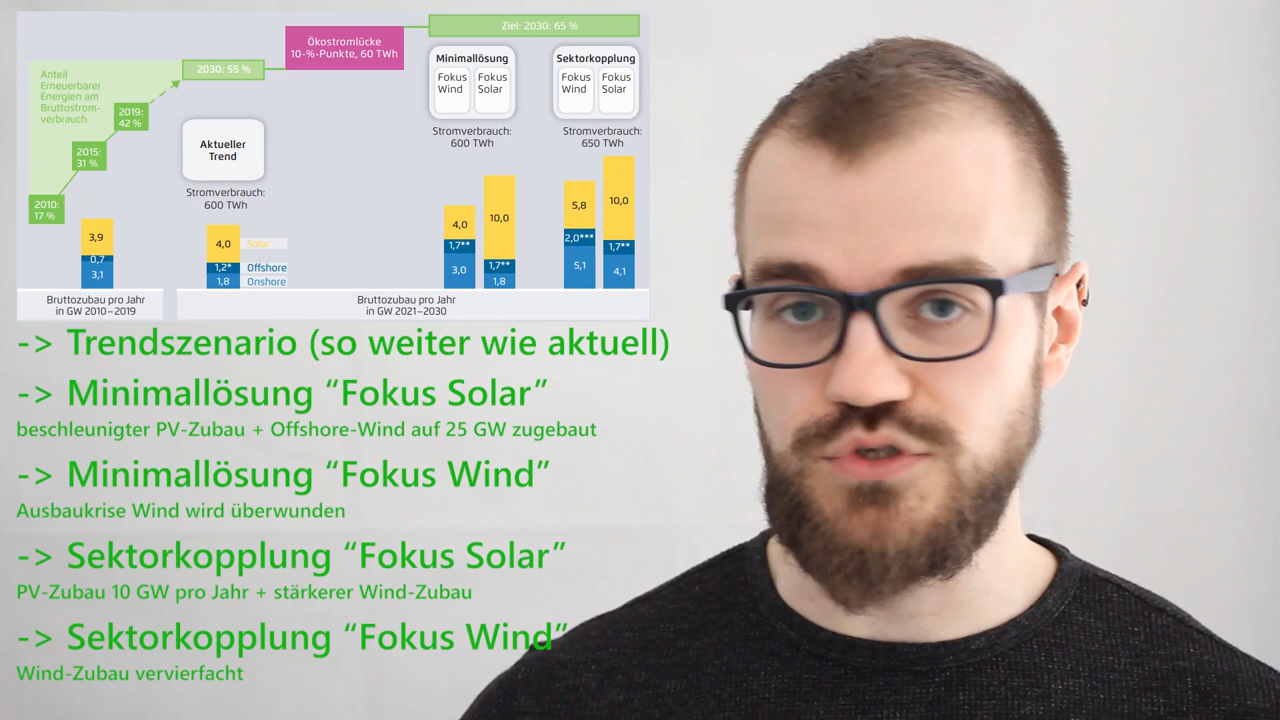 Anteil
Erneuerbarer
Energien am
Bruttostrom-
verbrauch
2010:
17 %
2015:
31 %
2019:
42 %
2030: 55 %
Ökostromlücke
10-%-Punkte, 60 TWh
Ziel: 2030: 65 %
Aktueller
Trend
Stromverbrauch:
600 TWh
Minimallösung
Fokus
Wind
Fokus
Solar
Stromverbrauch:
600 TWh
Sektorkopplung
Fokus
Wind
Fokus
Solar
Stromverbrauch:
650 TWh
3,9
0,7
3,1
4,0
Solar
1,2*
Offshore
1,8
Onshore
4,0
1,7**
3,0
10,0
1,7**
1,8
5,8
2,0***
5,1
10,0
1,7**
4,1
Bruttozubau pro Jahr
in GW 2010–2019
Bruttozubau pro Jahr
in GW 2021–2030
-> Trendszenario (so weiter wie aktuell)
-> Minimallösung “Fokus Solar”
beschleunigter PV-Zubau + Offshore-Wind auf 25 GW zugebaut
-> Minimallösung “Fokus Wind”
Ausbaukrise Wind wird überwunden
-> Sektorkopplung “Fokus Solar”
PV-Zubau 10 GW pro Jahr + stärkerer Wind-Zubau
-> Sektorkopplung “Fokus Wind”
Wind-Zubau vervierfacht